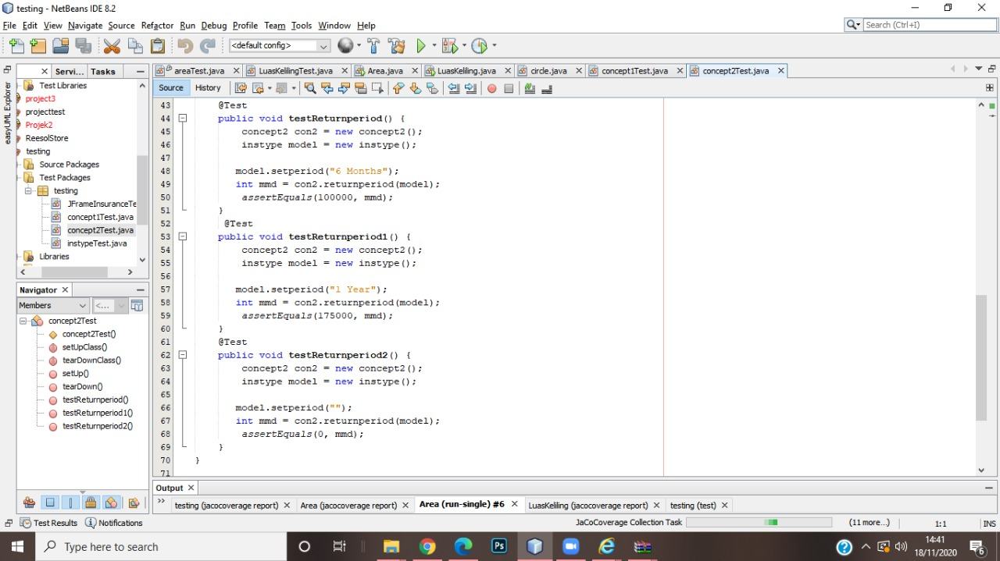 testing - NetBeans IDE 8.2
File Edit View Navigate Source Refactor Run Debug Profile Team Tools Window Help
Search (Ctrl+I)
<default config>
Servi... Tasks
areaTest.java LuasKelilingTest.java Area.java LuasKeliling.java circle.java concept1Test.java concept2Test.java
Source History
easyUML Explorer
Test Libraries
project3
projecttest
Projek2
ReesolStore
testing
Source Packages
Test Packages
testing
JFrameInsuranceTe
concept1Test.java
concept2Test.java
instypeTest.java
Libraries
Navigator
Members <...
concept2Test
concept2Test()
setUpClass()
tearDownClass()
setUp()
tearDown()
testReturnperiod()
testReturnperiod1()
testReturnperiod2()
43 @Test
44 public void testReturnperiod() {
45 concept2 con2 = new concept2();
46 instype model = new instype();
47
48 model.setperiod("6 Months");
49 int mmd = con2.returnperiod(model);
50 assertEquals(100000, mmd);
51 }
52 @Test
53 public void testReturnperiod1() {
54 concept2 con2 = new concept2();
55 instype model = new instype();
56
57 model.setperiod("1 Year");
58 int mmd = con2.returnperiod(model);
59 assertEquals(175000, mmd);
60 }
61 @Test
62 public void testReturnperiod2() {
63 concept2 con2 = new concept2();
64 instype model = new instype();
65
66 model.setperiod("");
67 int mmd = con2.returnperiod(model);
68 assertEquals(0, mmd);
69 }
70 }
71
Output
testing (jacocoverage report) Area (jacocoverage report) Area (run-single) #6 LuasKeliling (jacocoverage report) testing (test)
Test Results Notifications JaCoCoverage Collection Task (11 more...) 1:1 INS
Type here to search
Ps
14:41
18/11/2020
6